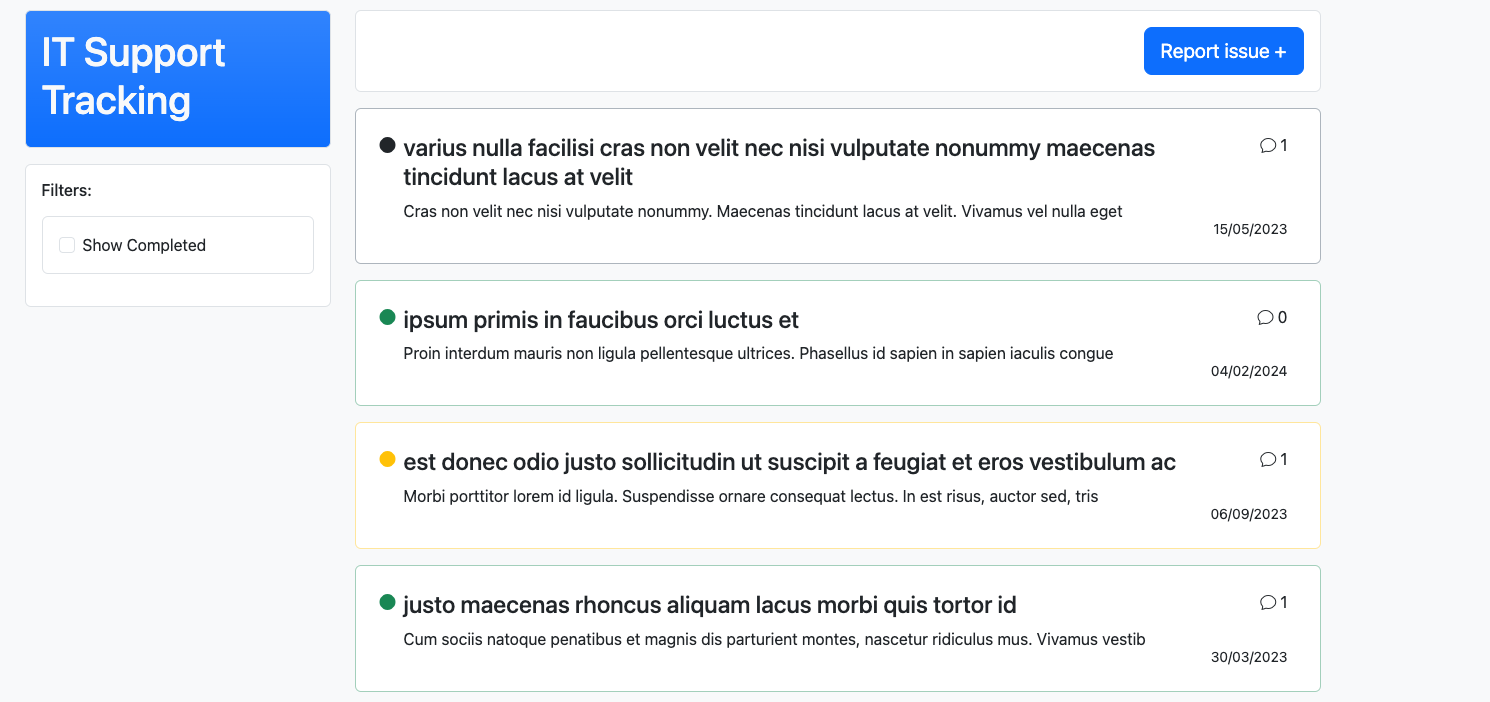 IT Support
Tracking
Filters:
Show Completed
Report issue +
varius nulla facilisi cras non velit nec nisi vulputate nonummy maecenas
tincidunt lacus at velit
1
Cras non velit nec nisi vulputate nonummy. Maecenas tincidunt lacus at velit. Vivamus vel nulla eget
15/05/2023
ipsum primis in faucibus orci luctus et
0
Proin interdum mauris non ligula pellentesque ultrices. Phasellus id sapien in sapien iaculis congue
04/02/2024
est donec odio justo sollicitudin ut suscipit a feugiat et eros vestibulum ac
1
Morbi porttitor lorem id ligula. Suspendisse ornare consequat lectus. In est risus, auctor sed, tris
06/09/2023
justo maecenas rhoncus aliquam lacus morbi quis tortor id
1
Cum sociis natoque penatibus et magnis dis parturient montes, nascetur ridiculus mus. Vivamus vestib
30/03/2023